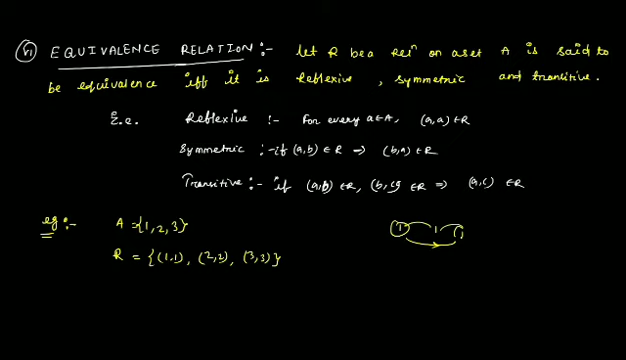 vi) EQUIVALENCE RELATION :- let R be a Relⁿ on a set A is said to
be equivalence iff it is Reflexive, symmetric and transitive.
I.e. Reflexive :- For every a∈A, (a,a)∈R
Symmetric :- if (a,b) ∈ R ⇒ (b,a) ∈ R
Transitive :- if (a,b) ∈ R, (b,c) ∈ R ⇒ (a,c) ∈ R
eg :- A = {1, 2, 3}
R = {(1,1), (2,2), (3,3)}